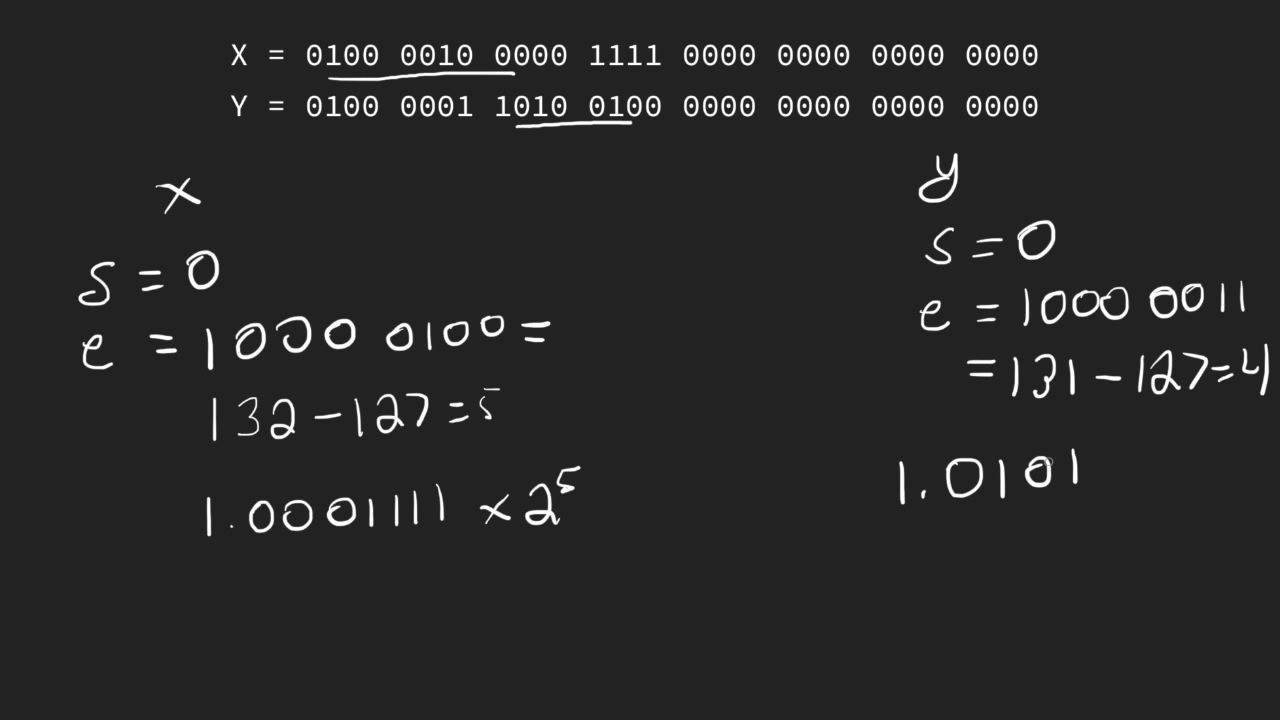 X = 0100 0010 0000 1111 0000 0000 0000 0000
Y = 0100 0001 1010 0100 0000 0000 0000 0000
x
s = 0
e = 1000 0100 =
132 - 127 = 5
1.0001111 × 2^5
y
s = 0
e = 1000 0011
= 131 - 127 = 4
1.0101